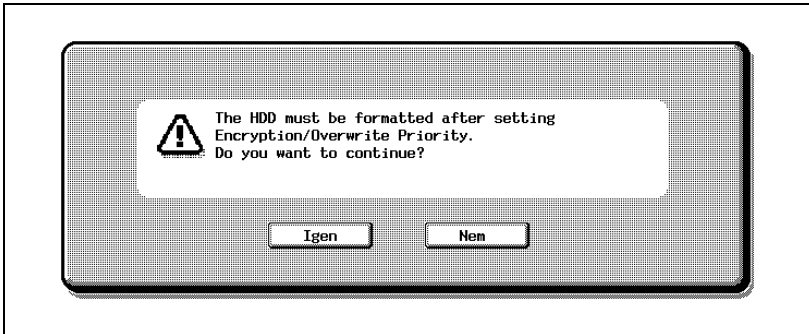 The HDD must be formatted after setting
Encryption/Overwrite Priority.
Do you want to continue?
Igen
Nem